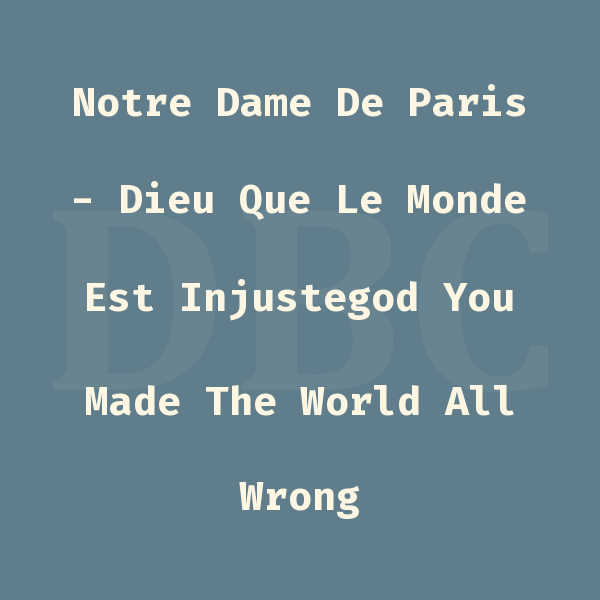 Notre Dame De Paris
- Dieu Que Le Monde
Est Injustegod You
Made The World All
Wrong
DBC